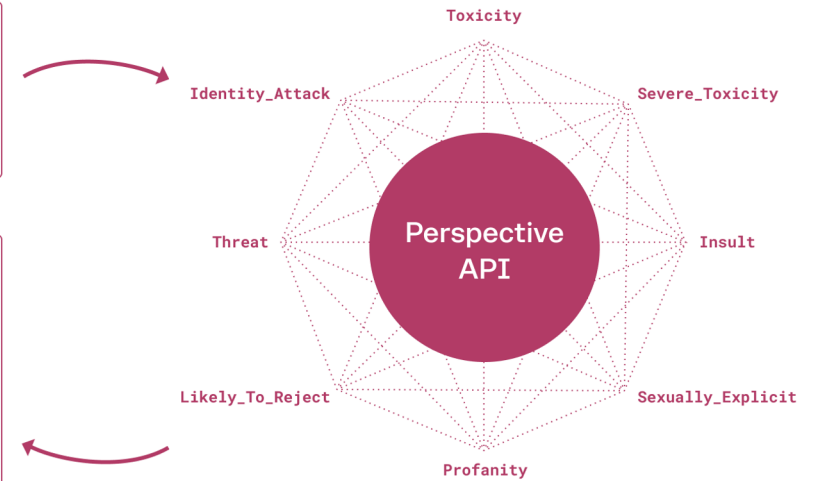 Toxicity
Identity_Attack
Severe_Toxicity
Perspective
API
Threat
Insult
Likely_To_Reject
Sexually_Explicit
Profanity